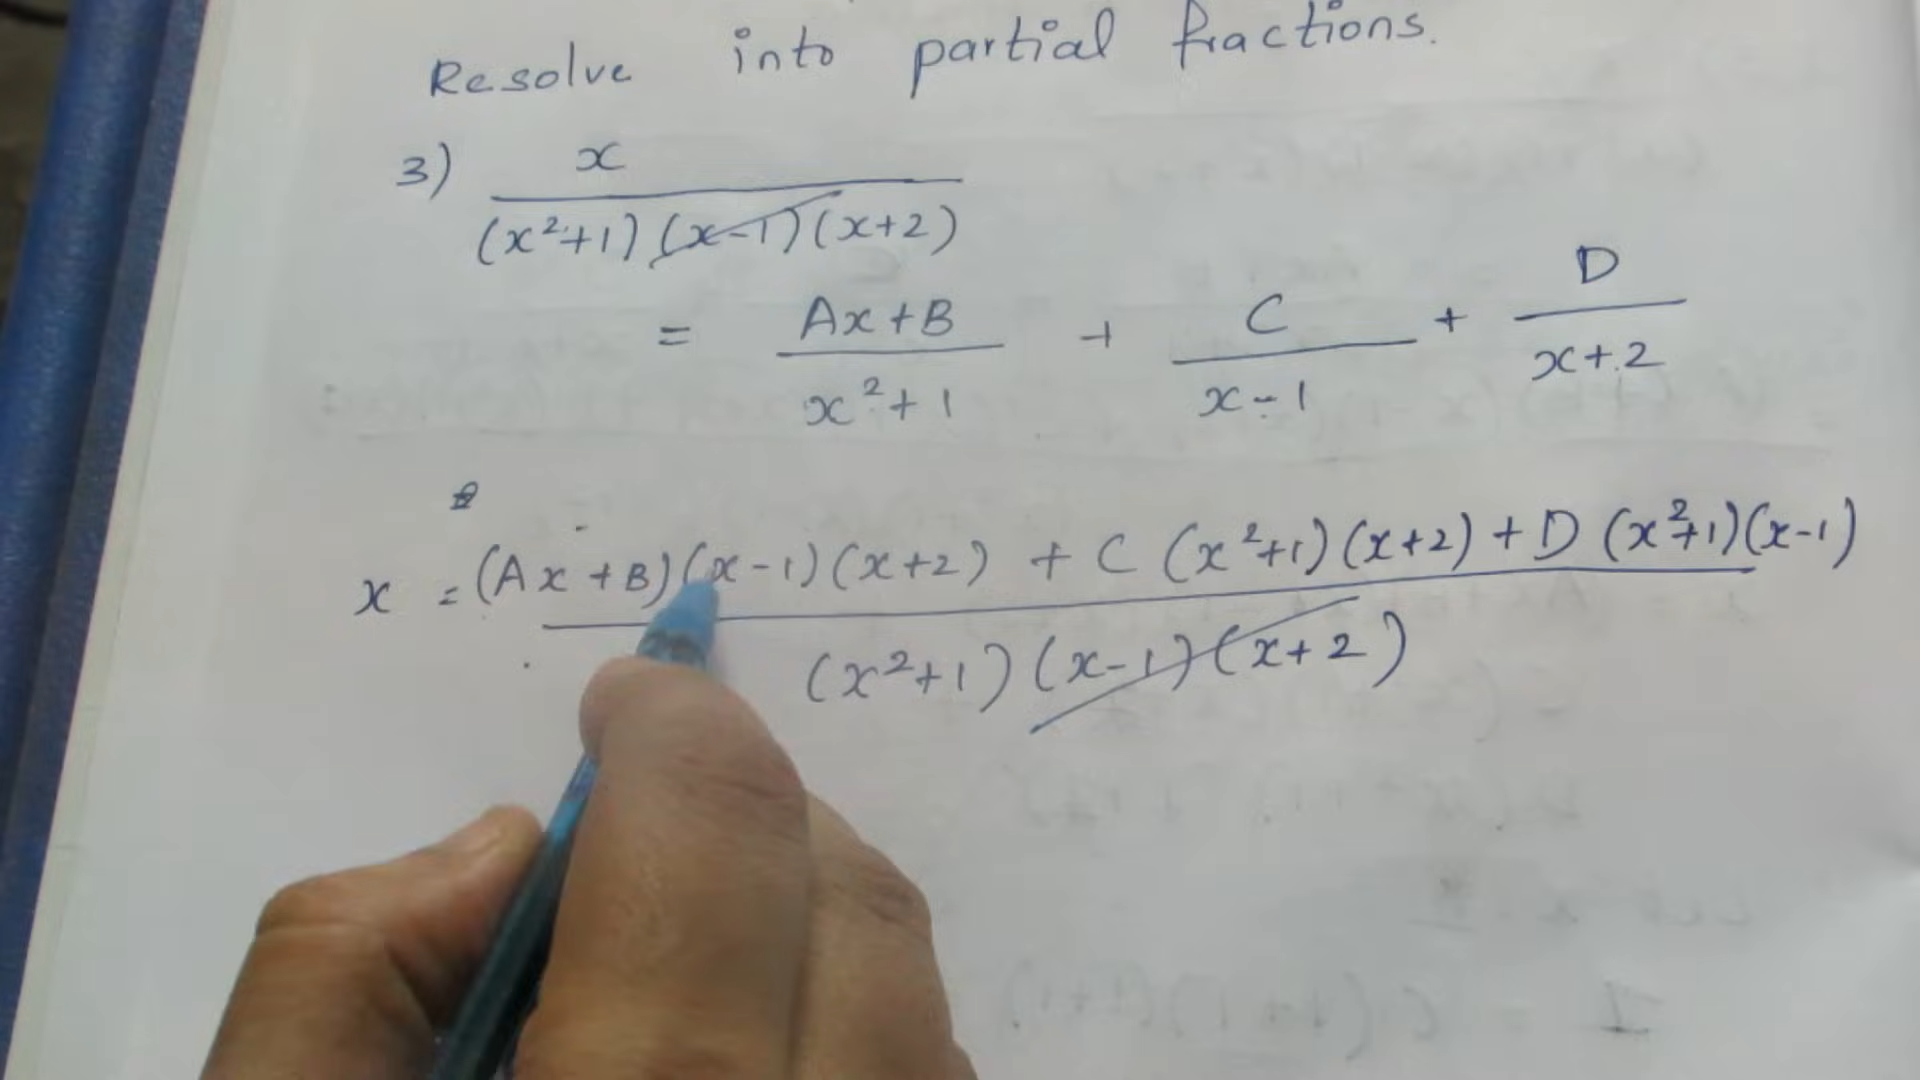 Resolve into partial fractions.
3) x
(x²+1) (x-1) (x+2)
= Ax+B / x²+1 + C / x-1 + D / x+2
x = (Ax+B)(x-1)(x+2) + C (x²+1)(x+2) + D (x²+1)(x-1)
(x²+1) (x-1) (x+2)